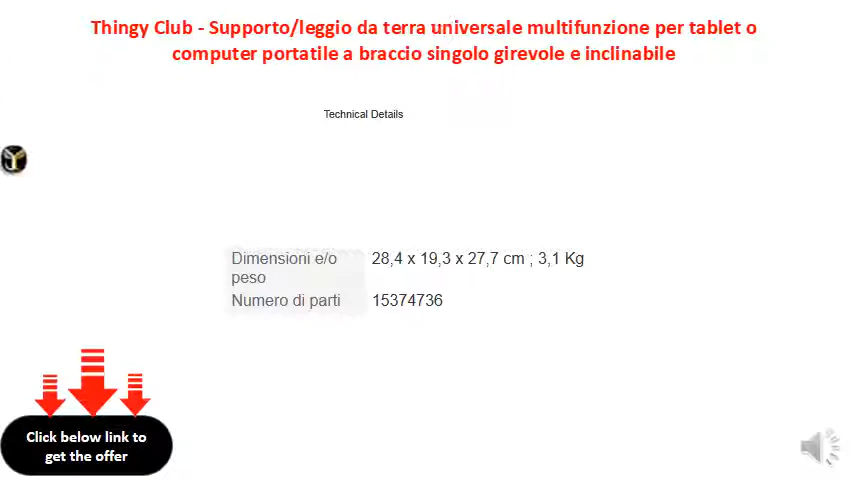 Thingy Club - Supporto/leggio da terra universale multifunzione per tablet o
computer portatile a braccio singolo girevole e inclinabile
Technical Details
Dimensioni e/o 28,4 x 19,3 x 27,7 cm ; 3,1 Kg
peso
Numero di parti 15374736
Click below link to
get the offer